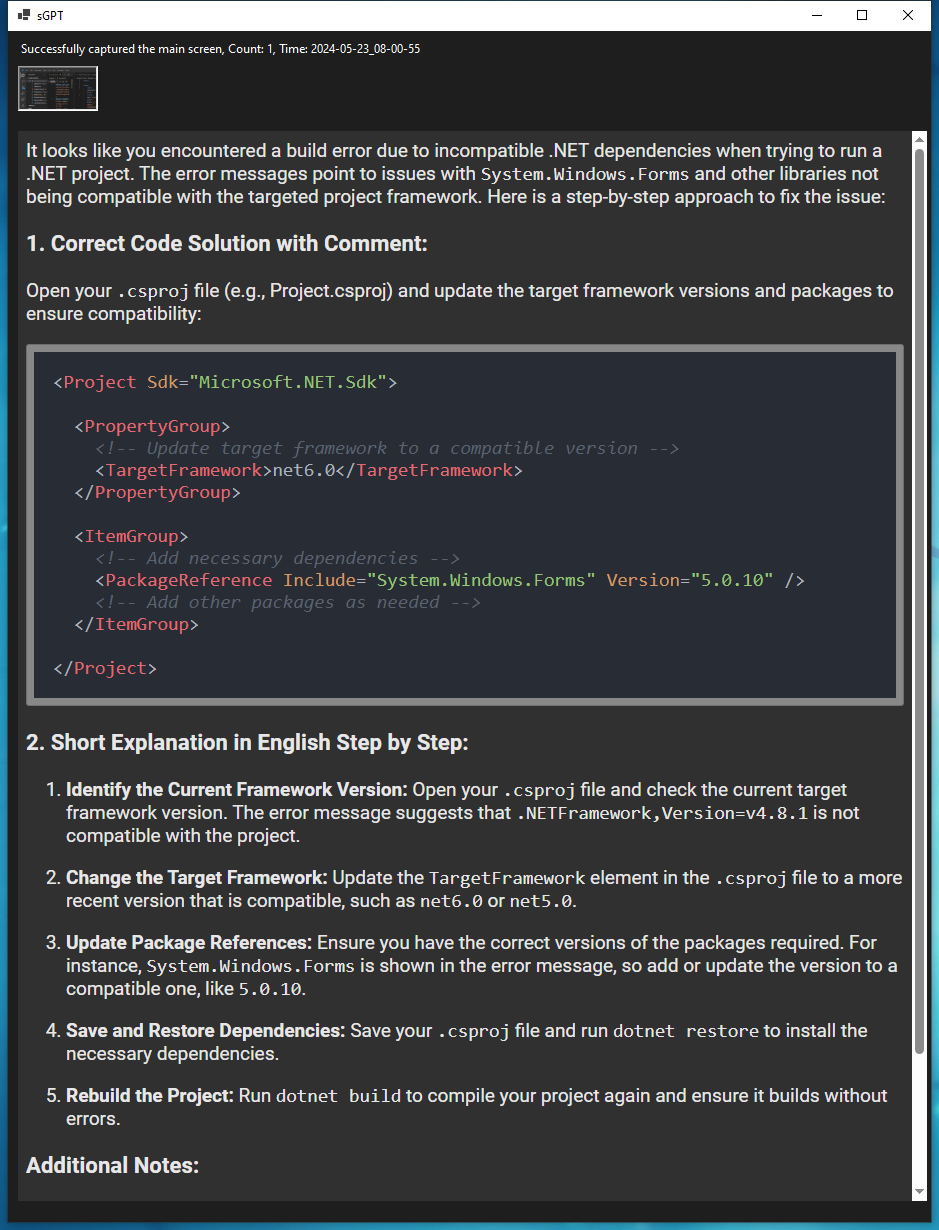 sGPT
Successfully captured the main screen, Count: 1, Time: 2024-05-23_08-00-55
It looks like you encountered a build error due to incompatible .NET dependencies when trying to run a
.NET project. The error messages point to issues with System.Windows.Forms and other libraries not
being compatible with the targeted project framework. Here is a step-by-step approach to fix the issue:
1. Correct Code Solution with Comment:
Open your .csproj file (e.g., Project.csproj) and update the target framework versions and packages to
ensure compatibility:
<Project Sdk="Microsoft.NET.Sdk">
<PropertyGroup>
<!-- Update target framework to a compatible version -->
<TargetFramework>net6.0</TargetFramework>
</PropertyGroup>
<ItemGroup>
<!-- Add necessary dependencies -->
<PackageReference Include="System.Windows.Forms" Version="5.0.10" />
<!-- Add other packages as needed -->
</ItemGroup>
</Project>
2. Short Explanation in English Step by Step:
1. Identify the Current Framework Version: Open your .csproj file and check the current target
framework version. The error message suggests that .NETFramework,Version=v4.8.1 is not
compatible with the project.
2. Change the Target Framework: Update the TargetFramework element in the .csproj file to a more
recent version that is compatible, such as net6.0 or net5.0.
3. Update Package References: Ensure you have the correct versions of the packages required. For
instance, System.Windows.Forms is shown in the error message, so add or update the version to a
compatible one, like 5.0.10.
4. Save and Restore Dependencies: Save your .csproj file and run dotnet restore to install the
necessary dependencies.
5. Rebuild the Project: Run dotnet build to compile your project again and ensure it builds without
errors.
Additional Notes: